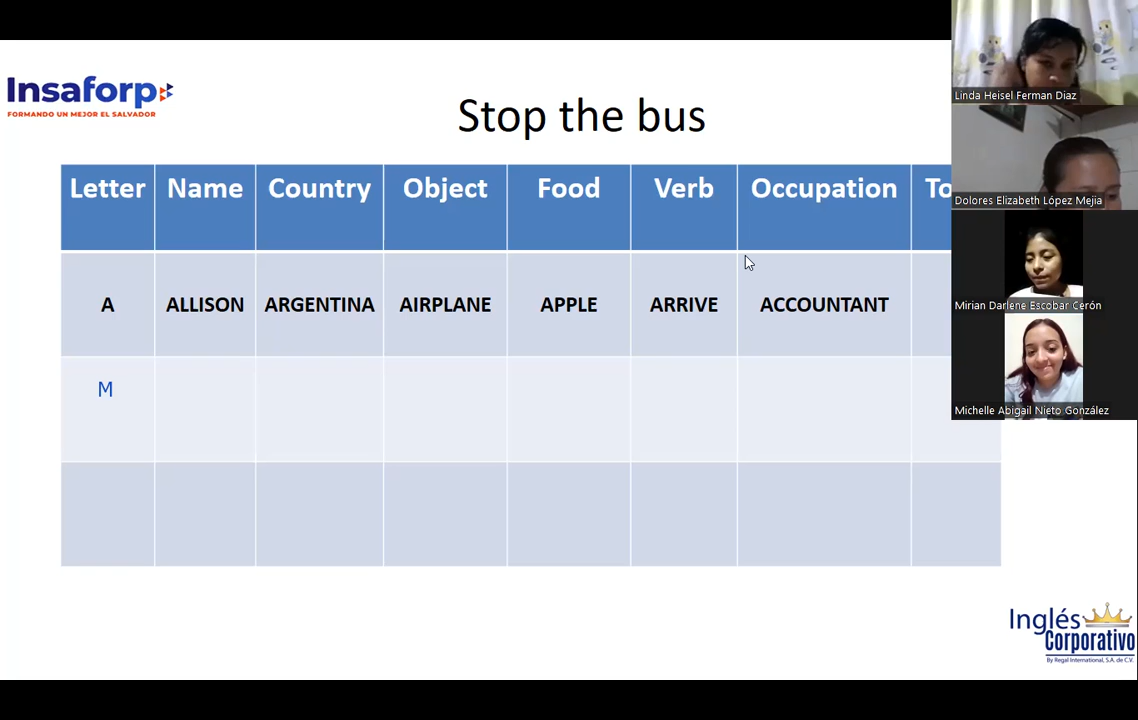 Insaforp
FORMANDO UN MEJOR EL SALVADOR
Stop the bus
Letter Name Country Object Food Verb Occupation To
A ALLISON ARGENTINA AIRPLANE APPLE ARRIVE ACCOUNTANT
M
Linda Heisel Ferman Diaz
Dolores Elizabeth López Mejia
Mirian Darlene Escobar Cerón
Michelle Abigail Nieto González
Inglés
Corporativo
By Regal International, S.A. de C.V.